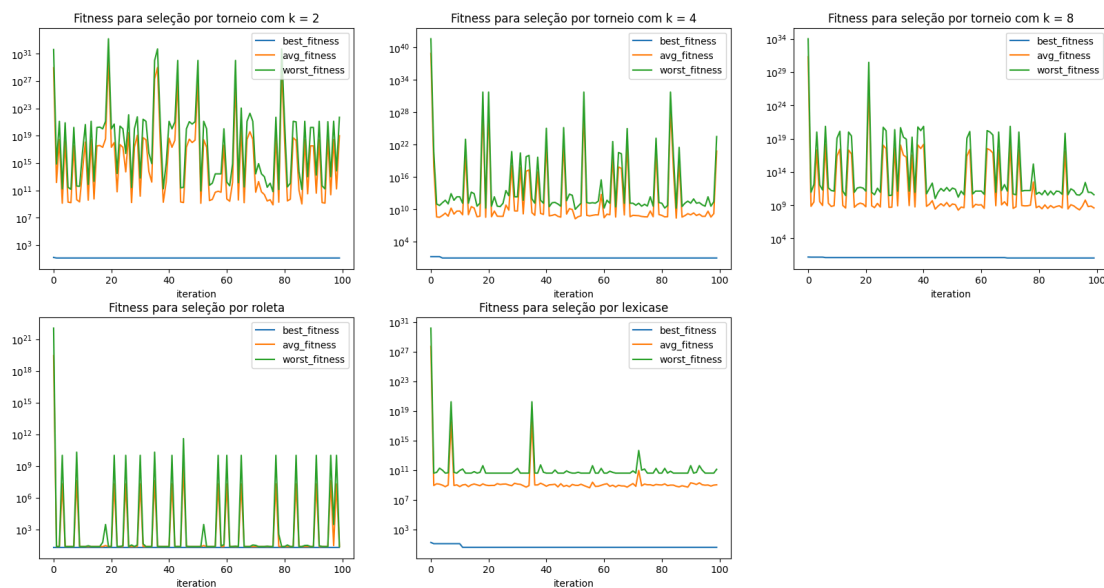 Fitness para seleção por torneio com k = 2
10^31
10^27
10^23
10^19
10^15
10^11
10^7
10^3
best_fitness
avg_fitness
worst_fitness
0 20 40 60 80 100
iteration
Fitness para seleção por torneio com k = 4
10^40
10^34
10^28
10^22
10^16
10^10
10^4
best_fitness
avg_fitness
worst_fitness
0 20 40 60 80 100
iteration
Fitness para seleção por torneio com k = 8
10^34
10^29
10^24
10^19
10^14
10^9
10^4
best_fitness
avg_fitness
worst_fitness
0 20 40 60 80 100
iteration
Fitness para seleção por roleta
10^21
10^18
10^15
10^12
10^9
10^6
10^3
best_fitness
avg_fitness
worst_fitness
0 20 40 60 80 100
iteration
Fitness para seleção por lexicase
10^31
10^27
10^23
10^19
10^15
10^11
10^7
10^3
best_fitness
avg_fitness
worst_fitness
0 20 40 60 80 100
iteration